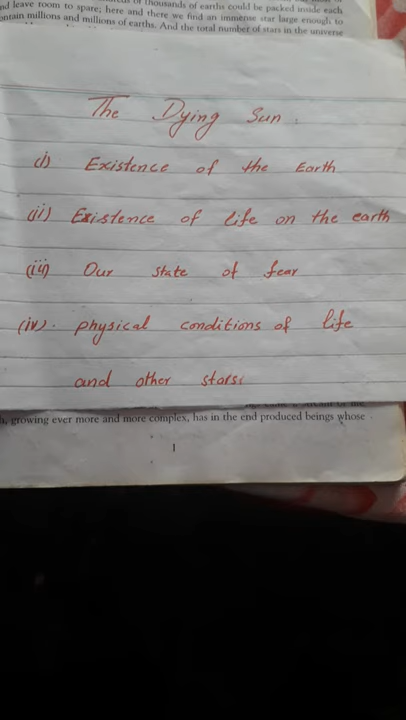 nd leave room to spare; here and there we find an immense star large enough to
ontain millions and millions of earths. And the total number of stars in the universe
The Dying Sun.
(i) Existence of the Earth
(ii) Existence of life on the earth
(iii) Our state of fear
(iv). physical conditions of life
and other stars.
growing ever more and more complex, has in the end produced beings whose
1